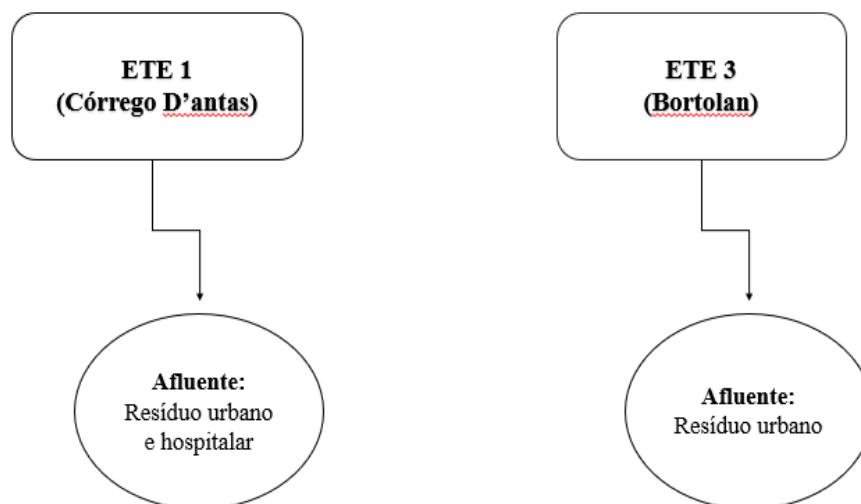 ETE 1
(Córrego D’antas)
ETE 3
(Bortolan)
Afluente:
Resíduo urbano
e hospitalar
Afluente:
Resíduo urbano